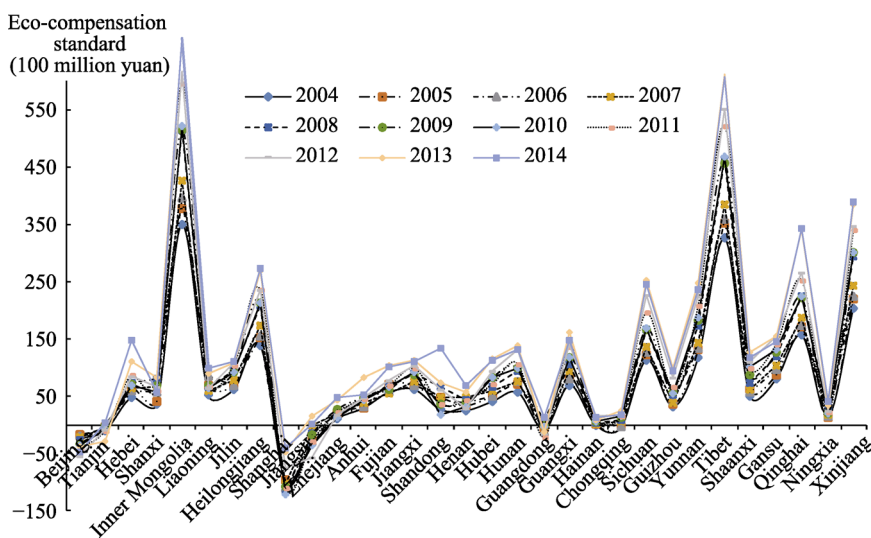 Eco-compensation
standard
(100 million yuan)
550
450
350
250
150
50
−50
−150
2004
2005
2006
2007
2008
2009
2010
2011
2012
2013
2014
Beijing
Tianjin
Hebei
Shanxi
Inner Mongolia
Liaoning
Jilin
Heilongjiang
Shanghai
Jiangsu
Zhejiang
Anhui
Fujian
Jiangxi
Shandong
Henan
Hubei
Hunan
Guangdong
Guangxi
Hainan
Chongqing
Sichuan
Guizhou
Yunnan
Tibet
Shaanxi
Gansu
Qinghai
Ningxia
Xinjiang